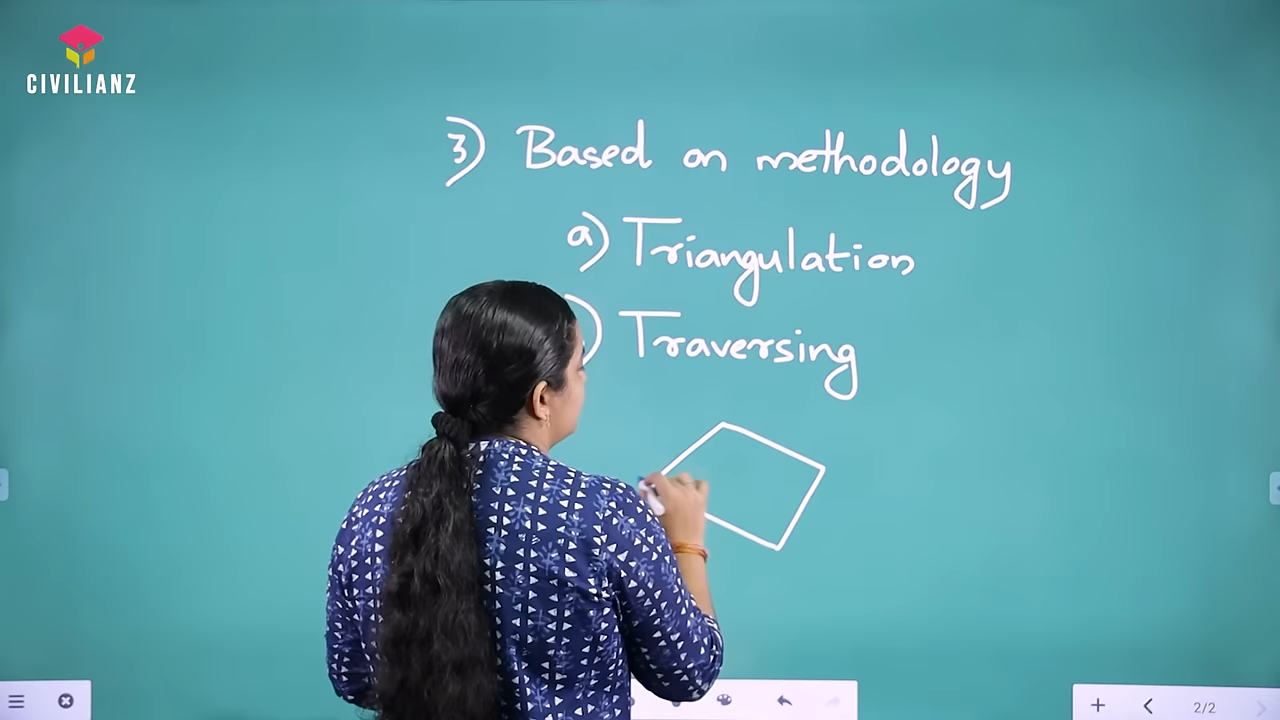 CIVILIANZ
3) Based on methodology
a) Triangulation
) Traversing
2/2